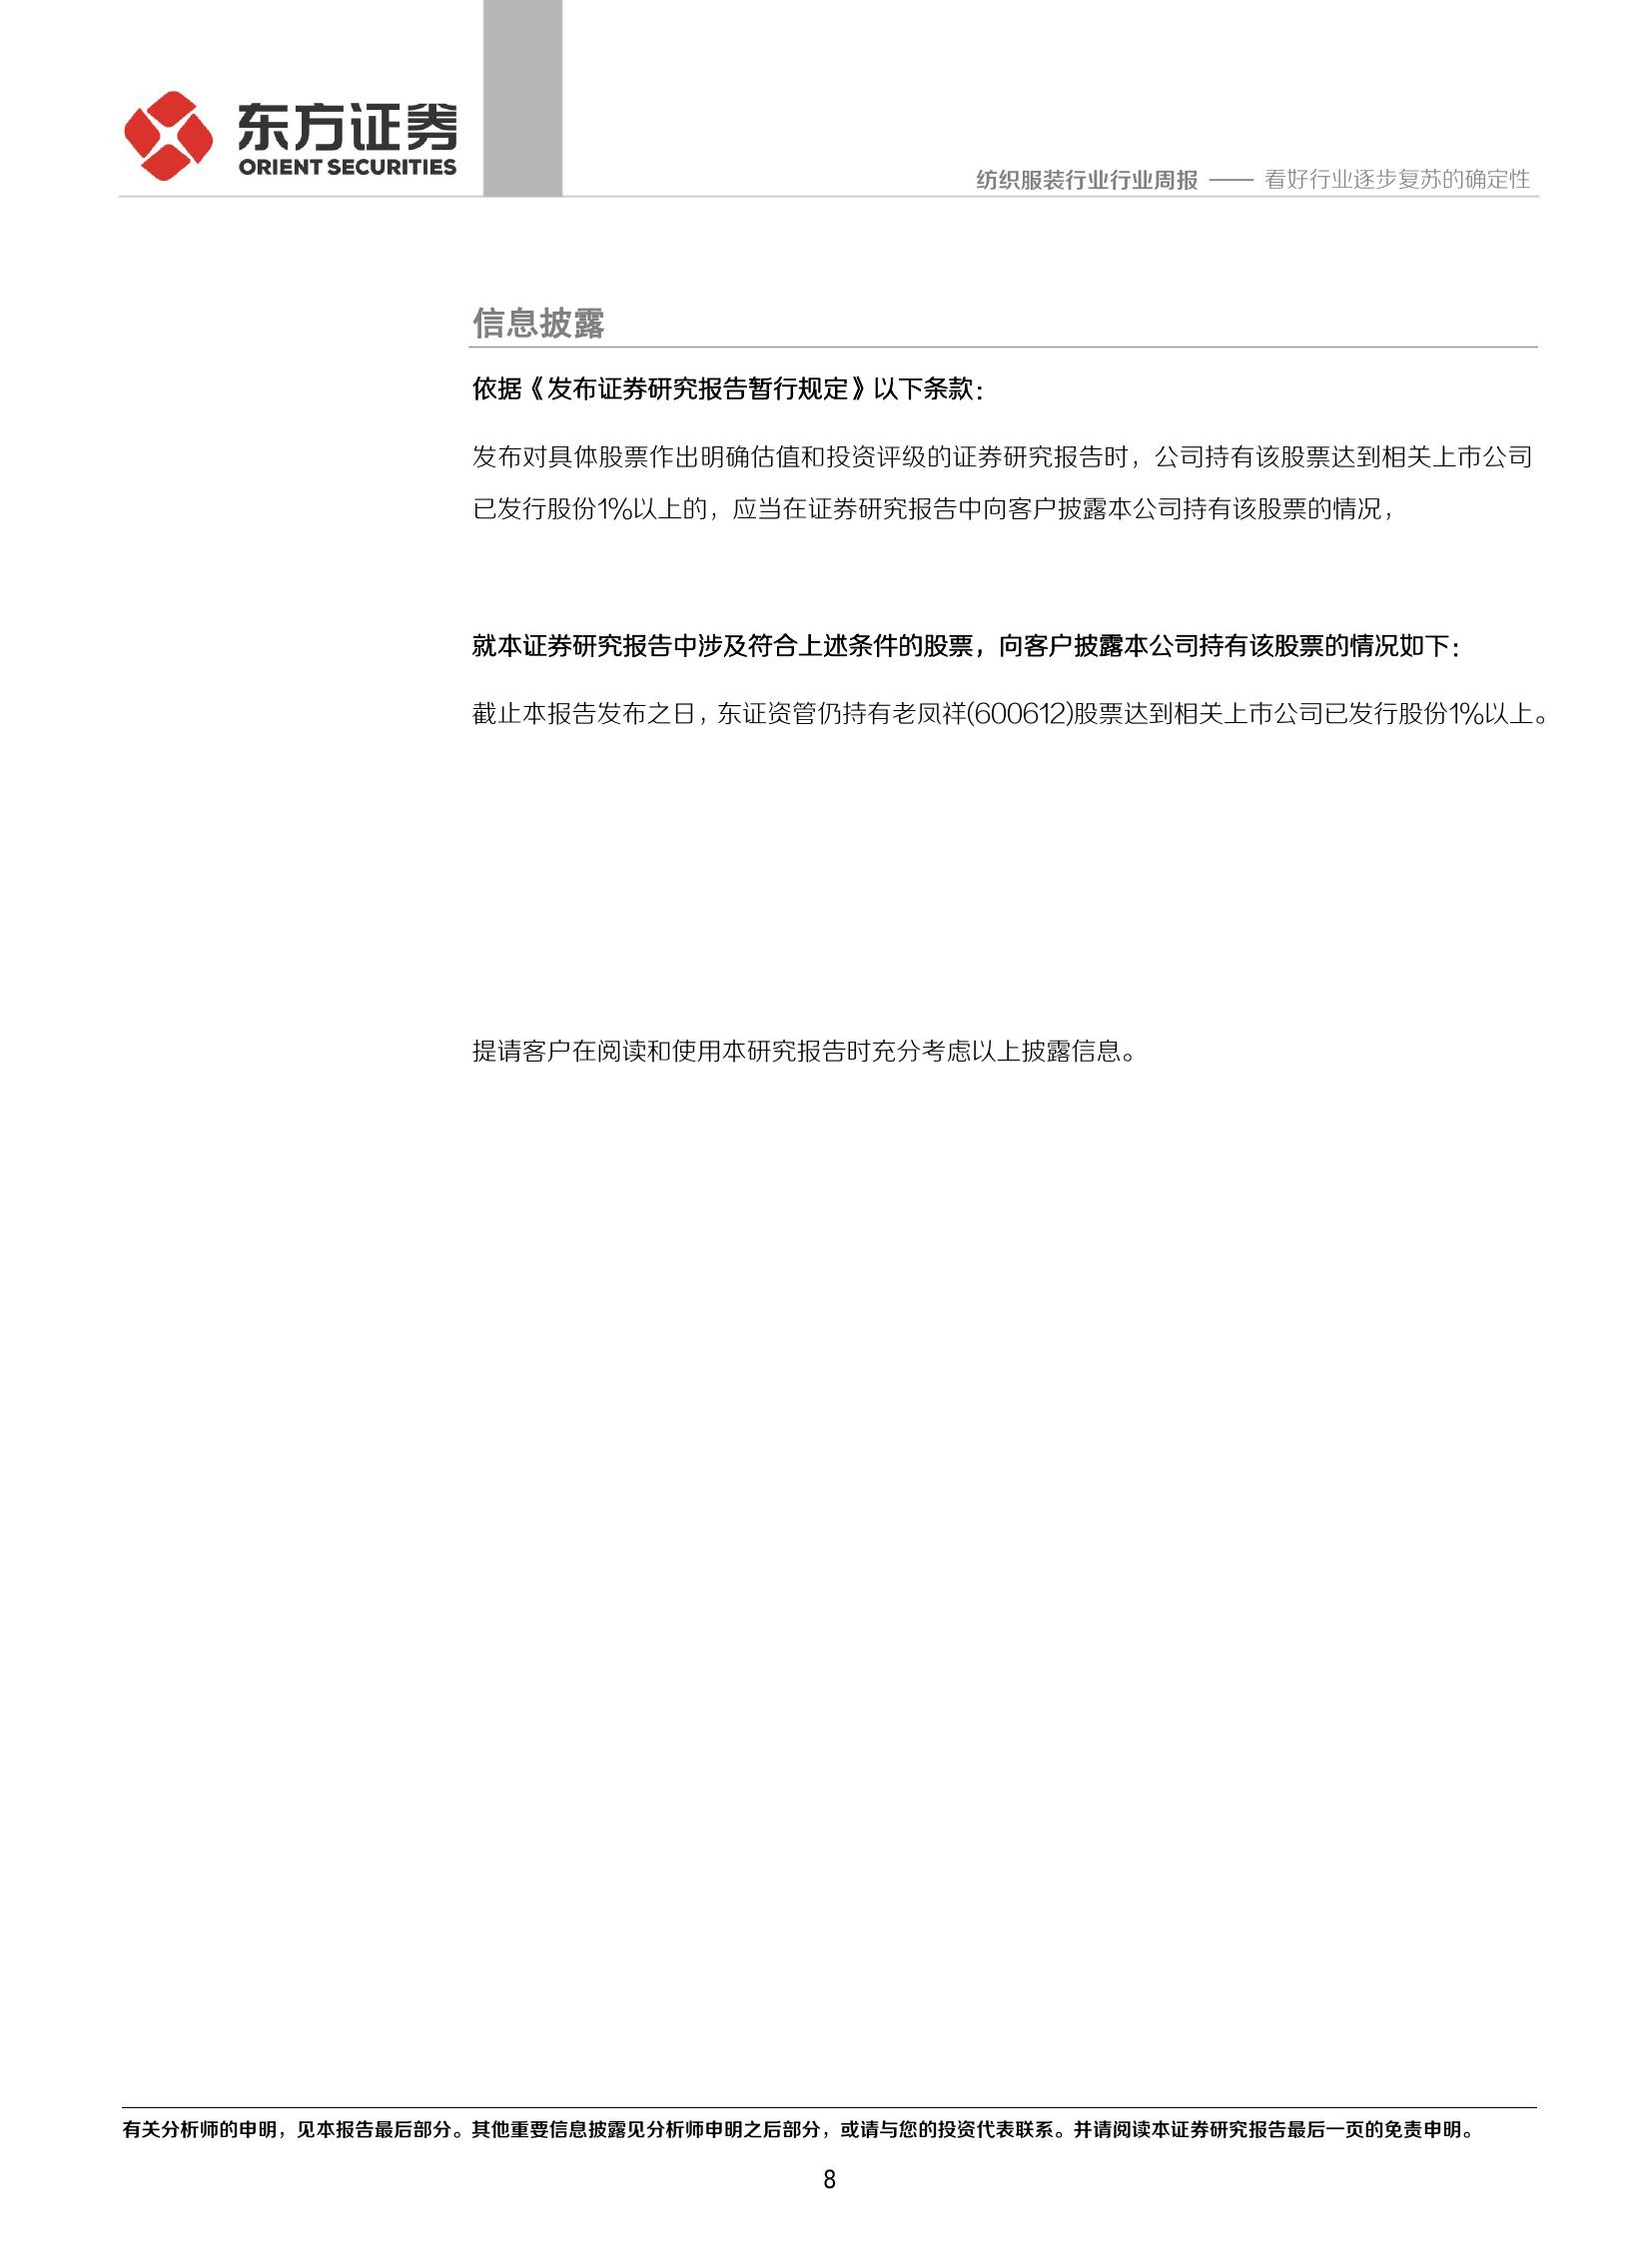 东方证券
ORIENT SECURITIES
纺织服装行业行业周报 —— 看好行业逐步复苏的确定性
信息披露
依据《发布证券研究报告暂行规定》以下条款：
发布对具体股票作出明确估值和投资评级的证券研究报告时，公司持有该股票达到相关上市公司
已发行股份1%以上的，应当在证券研究报告中向客户披露本公司持有该股票的情况，
就本证券研究报告中涉及符合上述条件的股票，向客户披露本公司持有该股票的情况如下：
截止本报告发布之日，东证资管仍持有老凤祥(600612)股票达到相关上市公司已发行股份1%以上。
提请客户在阅读和使用本研究报告时充分考虑以上披露信息。
有关分析师的申明，见本报告最后部分。其他重要信息披露见分析师申明之后部分，或请与您的投资代表联系。并请阅读本证券研究报告最后一页的免责申明。
8